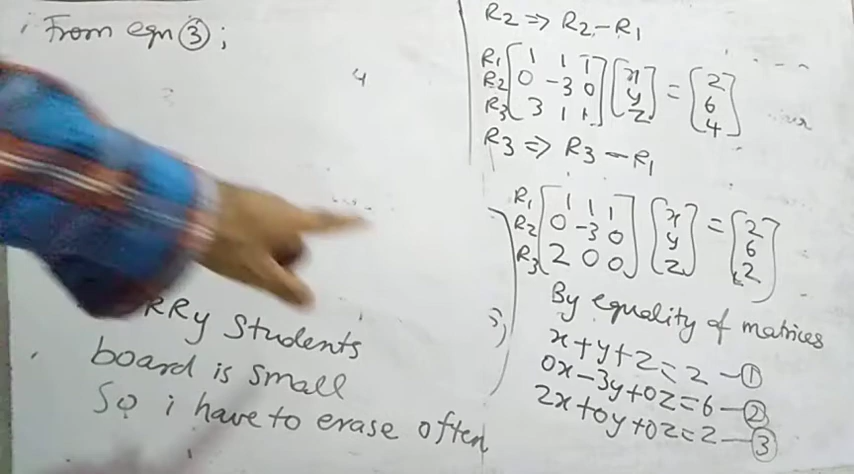 From eqn ③;
4
RRy Students
board is small
So i have to erase often
R2 => R2 - R1
R1 [1 1 1] [x] = [2]
R2 [0 -3 0] [y] [6]
R3 [3 1 1] [z] [4]
R3 => R3 - R1
R1 [1 1 1] [x] = [2]
R2 [0 -3 0] [y] [6]
R3 [2 0 0] [z] [2]
By equality of matrices
x+y+z=2 -①
0x-3y+0z=6 -②
2x+0y+0z=2 -③